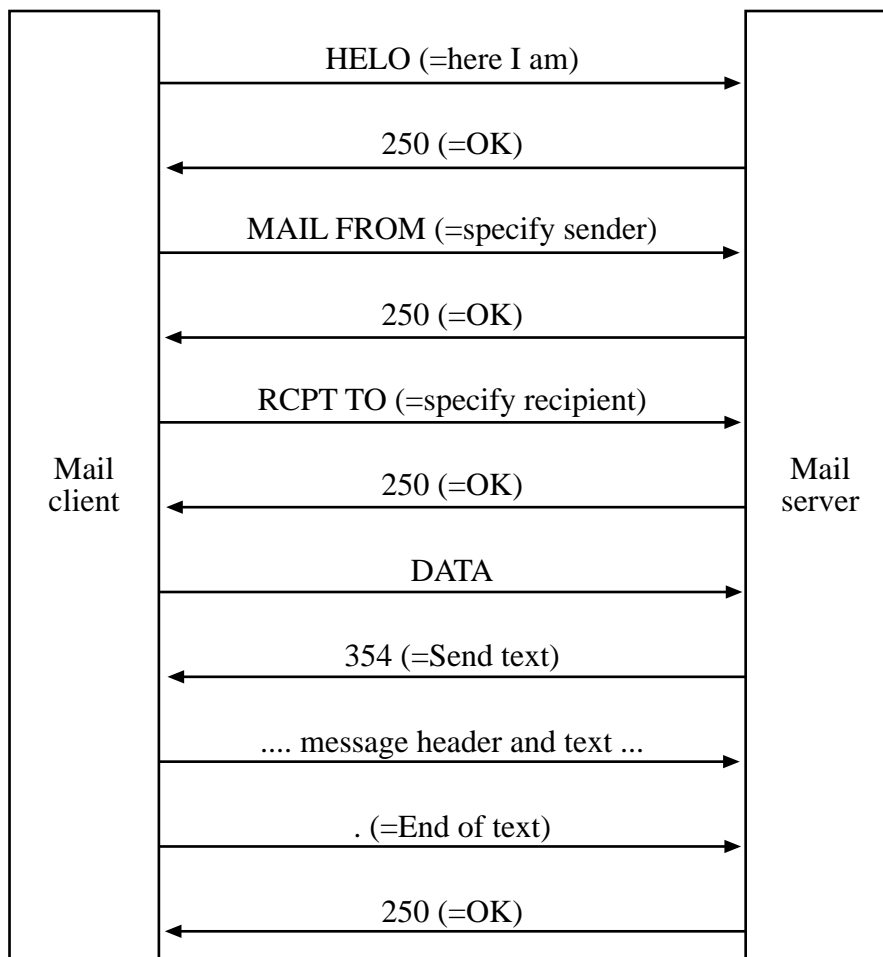 HELO (=here I am)
250 (=OK)
MAIL FROM (=specify sender)
250 (=OK)
RCPT TO (=specify recipient)
Mail
client
250 (=OK)
Mail
server
DATA
354 (=Send text)
.... message header and text ...
. (=End of text)
250 (=OK)